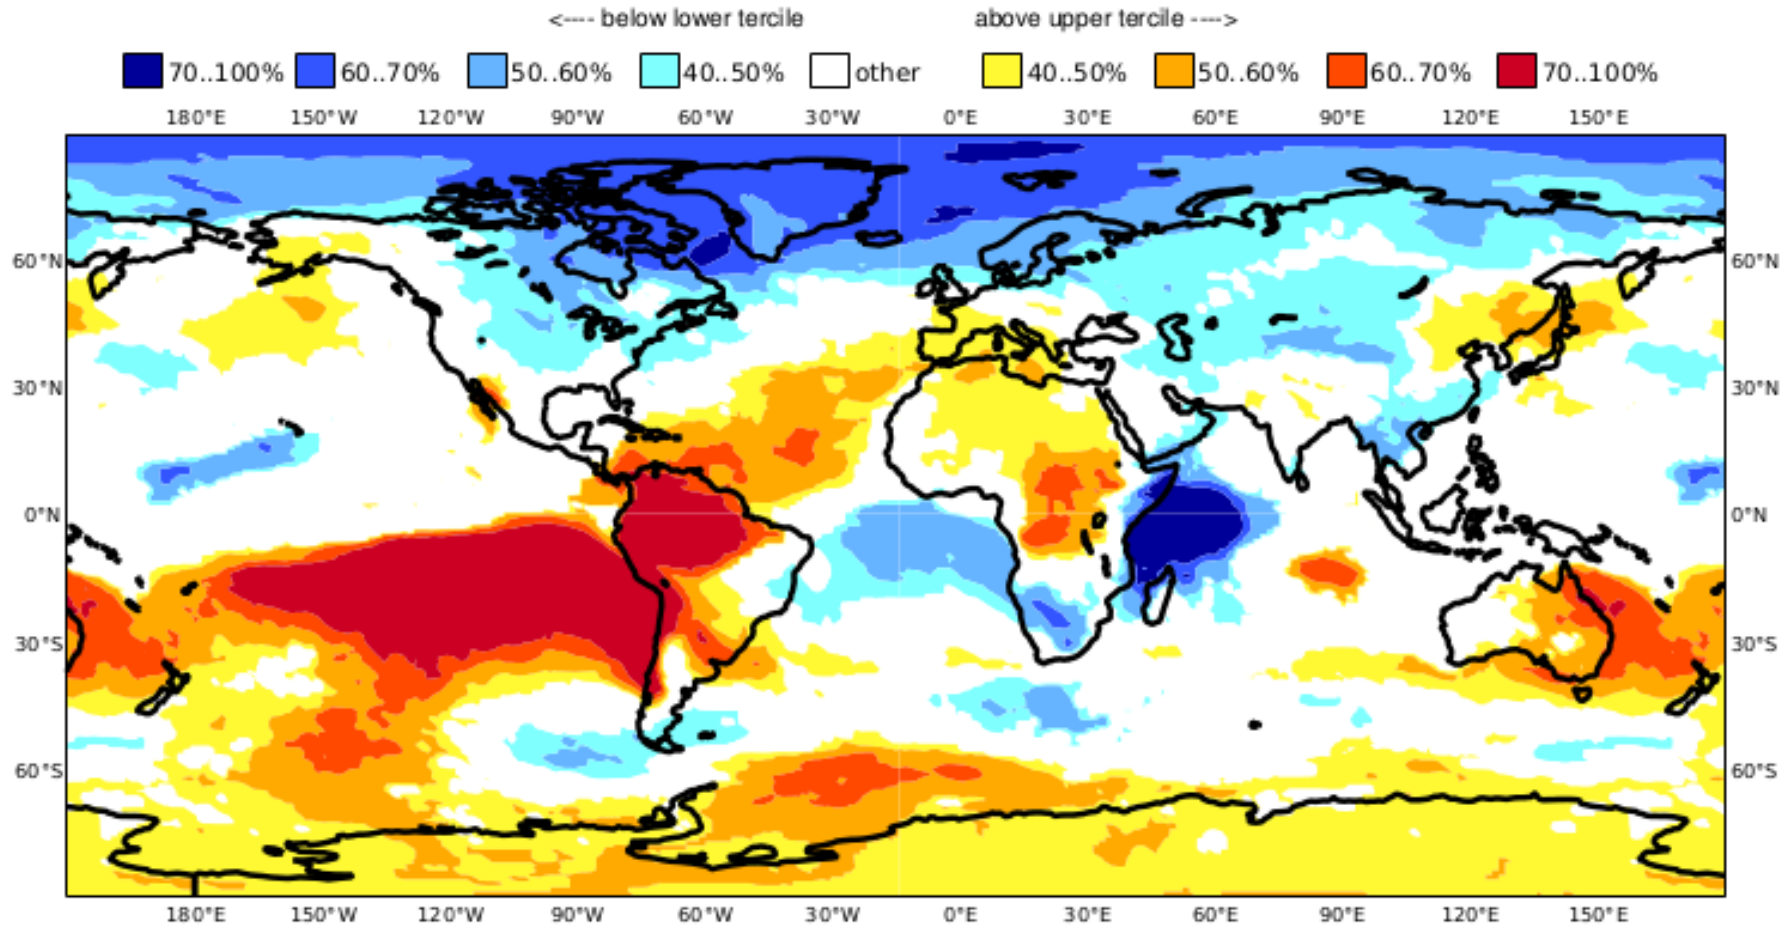 <---- below lower tercile above upper tercile ---->
70..100% 60..70% 50..60% 40..50% other 40..50% 50..60% 60..70% 70..100%
180°E 150°W 120°W 90°W 60°W 30°W 0°E 30°E 60°E 90°E 120°E 150°E
60°N 60°N
30°N 30°N
0°N 0°N
30°S 30°S
60°S 60°S
180°E 150°W 120°W 90°W 60°W 30°W 0°E 30°E 60°E 90°E 120°E 150°E